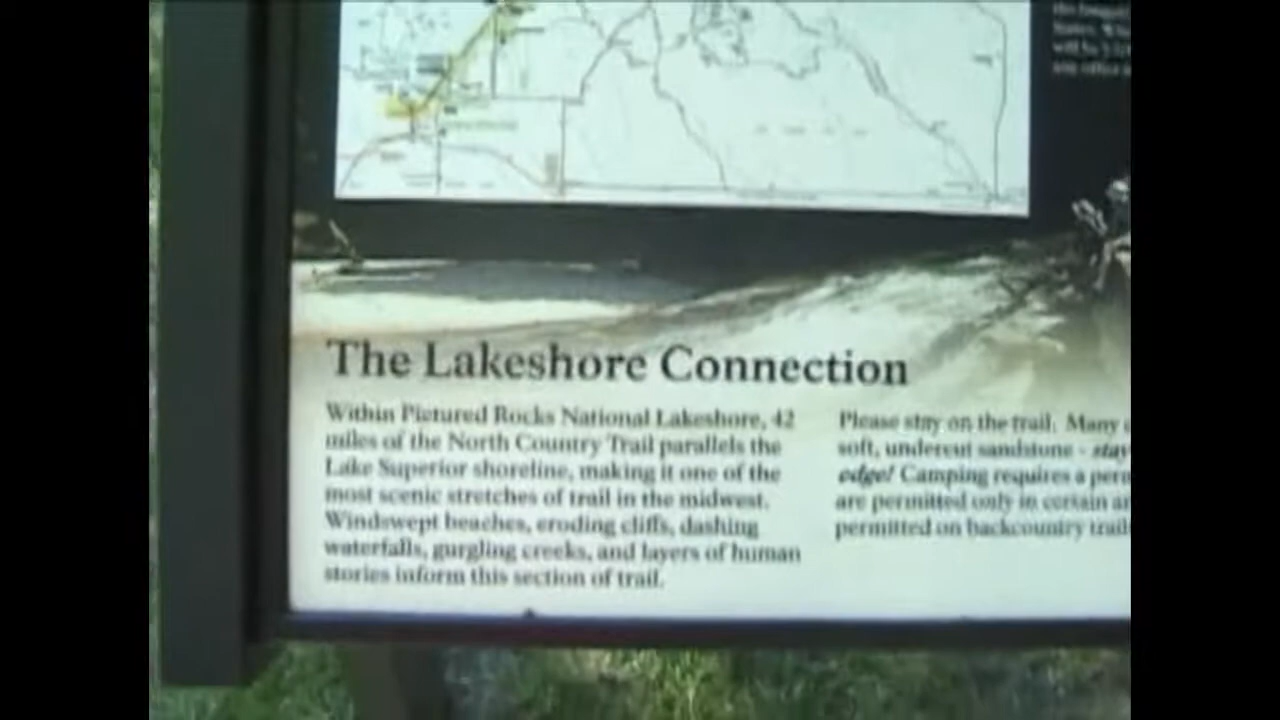 The Lakeshore Connection
Within Pictured Rocks National Lakeshore, 42
miles of the North Country Trail parallels the
Lake Superior shoreline, making it one of the
most scenic stretches of trail in the midwest.
Windswept beaches, eroding cliffs, dashing
waterfalls, gurgling creeks, and layers of human
stories inform this section of trail.
Please stay on the trail. Many
soft, undercut sandstone - stay
edge! Camping requires a
are permitted only in certain
permitted on backcountry